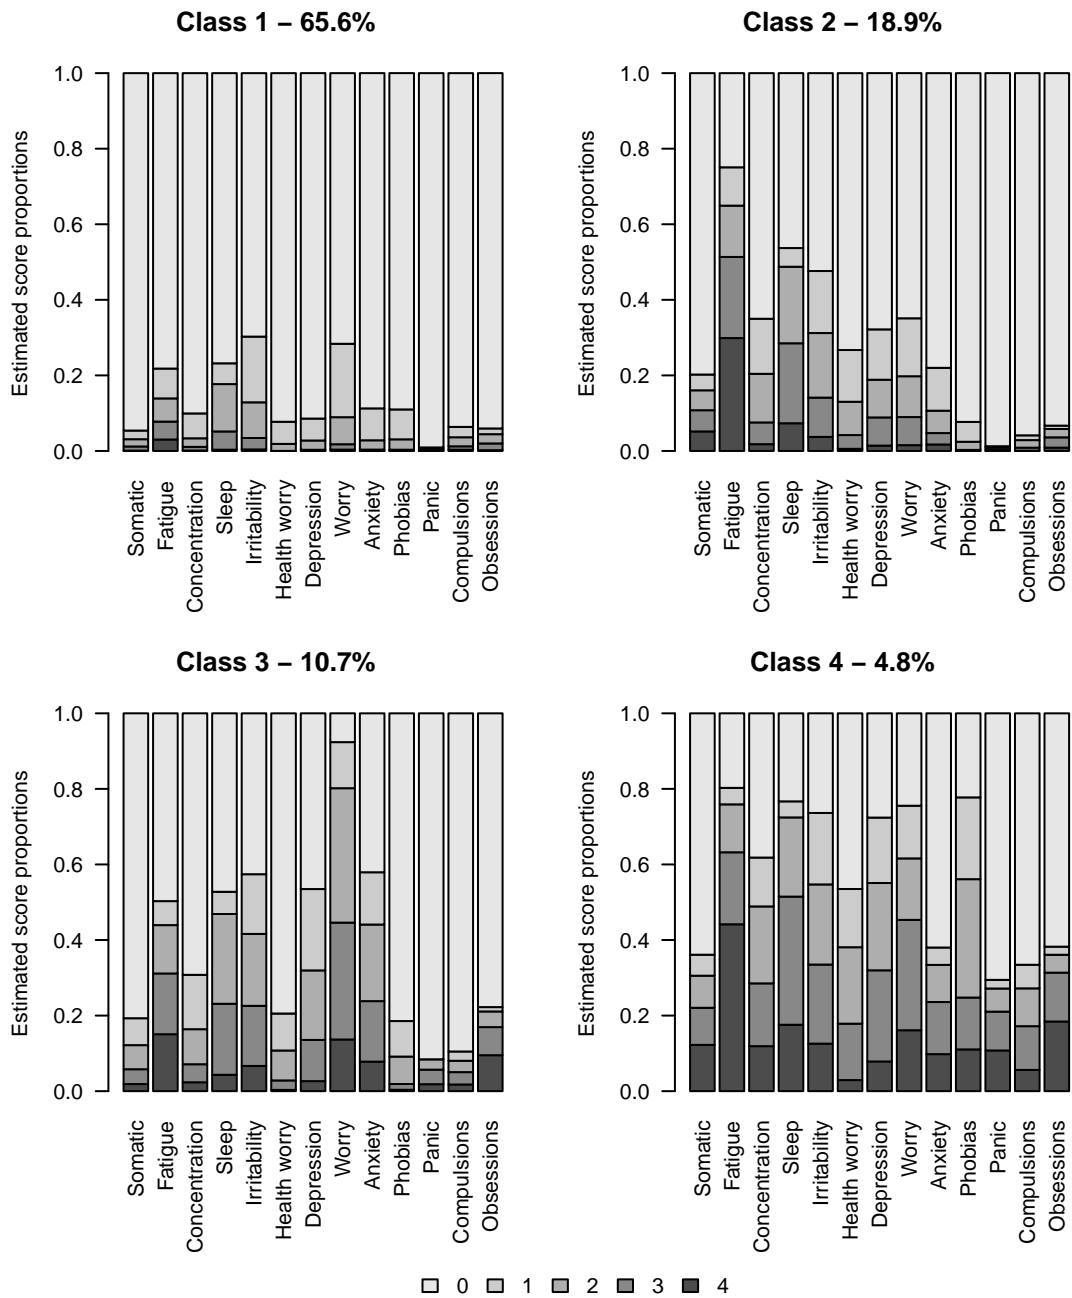 Class 1 – 65.6%
Estimated score proportions
1.0
0.8
0.6
0.4
0.2
0.0
Somatic
Fatigue
Concentration
Sleep
Irritability
Health worry
Depression
Worry
Anxiety
Phobias
Panic
Compulsions
Obsessions
Class 2 – 18.9%
Estimated score proportions
1.0
0.8
0.6
0.4
0.2
0.0
Somatic
Fatigue
Concentration
Sleep
Irritability
Health worry
Depression
Worry
Anxiety
Phobias
Panic
Compulsions
Obsessions
Class 3 – 10.7%
Estimated score proportions
1.0
0.8
0.6
0.4
0.2
0.0
Somatic
Fatigue
Concentration
Sleep
Irritability
Health worry
Depression
Worry
Anxiety
Phobias
Panic
Compulsions
Obsessions
Class 4 – 4.8%
Estimated score proportions
1.0
0.8
0.6
0.4
0.2
0.0
Somatic
Fatigue
Concentration
Sleep
Irritability
Health worry
Depression
Worry
Anxiety
Phobias
Panic
Compulsions
Obsessions
0 1 2 3 4